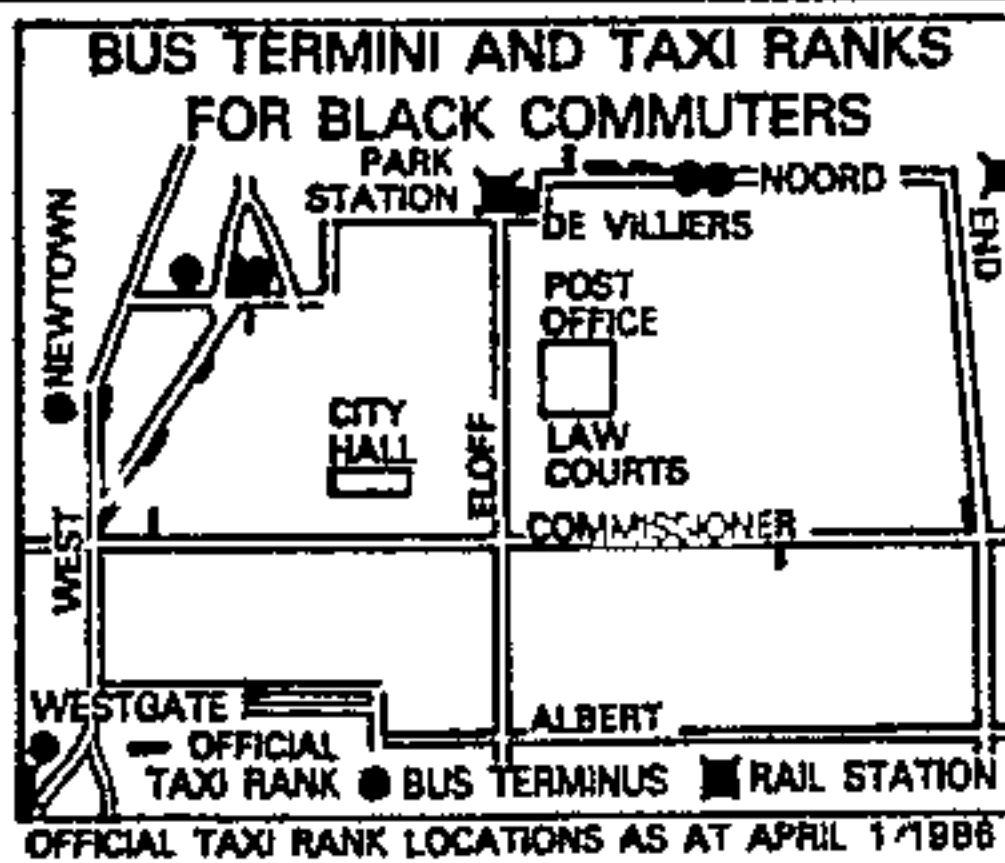 BUS TERMINI AND TAXI RANKS
FOR BLACK COMMUTERS
PARK
STATION
NOORD
DE VILLIERS
END
NEWTOWN
POST
OFFICE
CITY
HALL
ELOFF
LAW
COURTS
COMMISSIONER
WEST
WESTGATE
ALBERT
OFFICIAL
TAXI RANK
BUS TERMINUS
RAIL STATION
OFFICIAL TAXI RANK LOCATIONS AS AT APRIL 1/1986